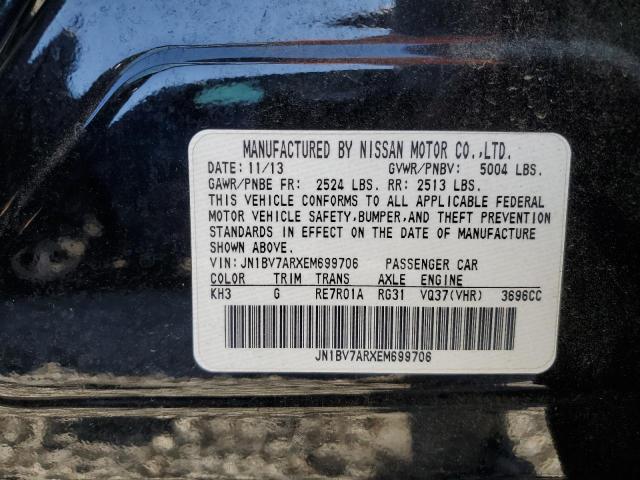 MANUFACTURED BY NISSAN MOTOR CO.,LTD.
DATE: 11/13 GVWR/PNBV: 5004 LBS.
GAWR/PNBE FR: 2524 LBS. RR: 2513 LBS.
THIS VEHICLE CONFORMS TO ALL APPLICABLE FEDERAL
MOTOR VEHICLE SAFETY,BUMPER,AND THEFT PREVENTION
STANDARDS IN EFFECT ON THE DATE OF MANUFACTURE
SHOWN ABOVE.
VIN: JN1BV7ARXEM699706 PASSENGER CAR
COLOR TRIM TRANS AXLE ENGINE
KH3 G RE7R01A RG31 VQ37(VHR) 3696CC
JN1BV7ARXEM699706